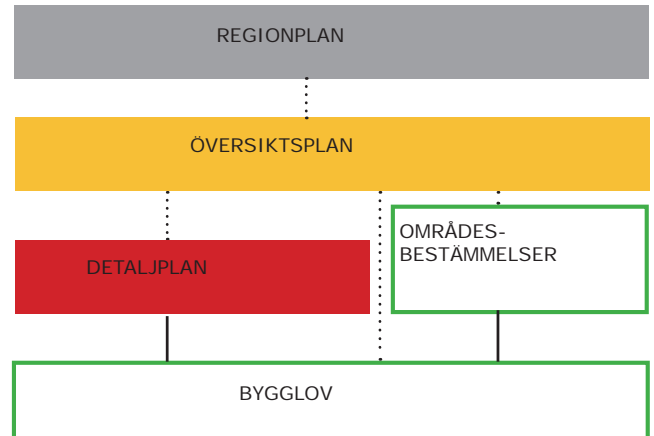 REGIONPLAN
ÖVERSIKTSPLAN
OMRÅDES-
BESTÄMMELSER
DETALJPLAN
BYGGLOV